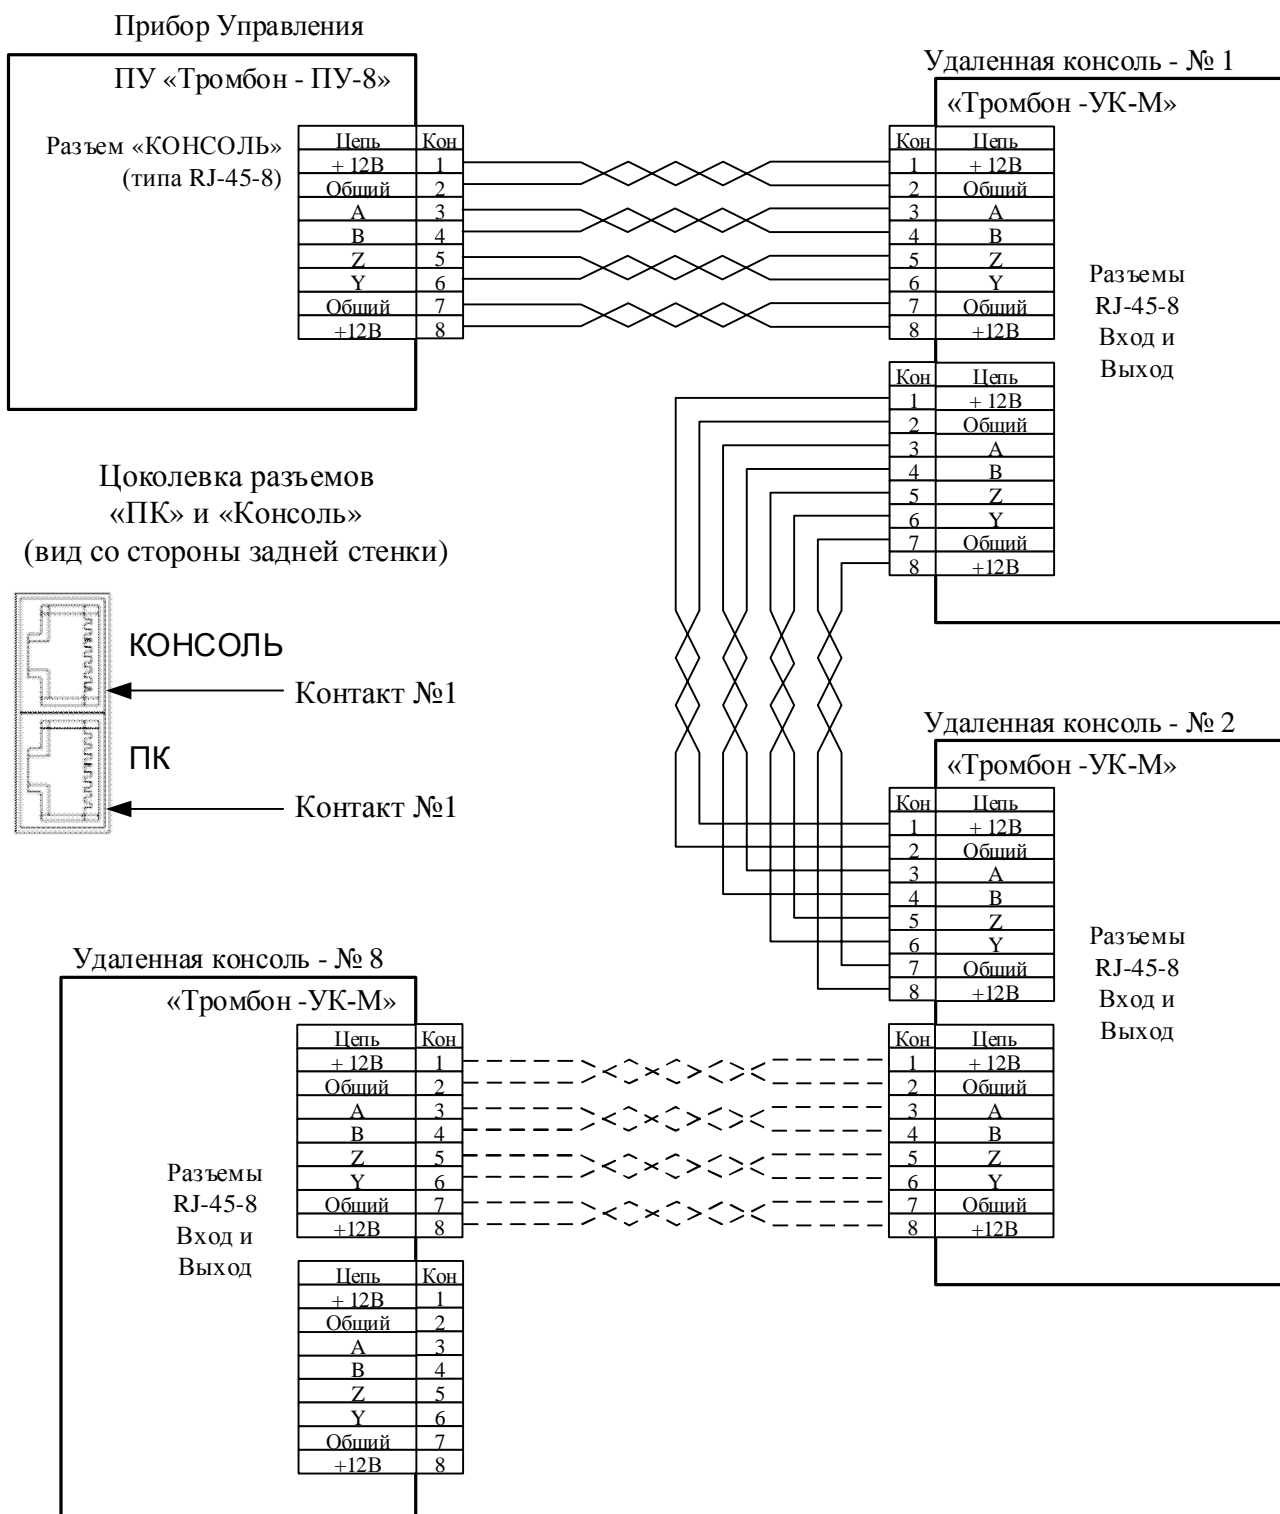 Прибор Управления
ПУ «Тромбон - ПУ-8»
Разъем «КОНСОЛЬ»
(типа RJ-45-8)
Цепь Кон
+ 12В 1
Общий 2
A 3
B 4
Z 5
Y 6
Общий 7
+12В 8
Удаленная консоль - № 1
«Тромбон -УК-М»
Кон Цепь
1 + 12В
2 Общий
3 A
4 B
5 Z
6 Y
7 Общий
8 +12В
Разъемы
RJ-45-8
Вход и
Выход
Кон Цепь
1 + 12В
2 Общий
3 A
4 B
5 Z
6 Y
7 Общий
8 +12В
Цоколевка разъемов
«ПК» и «Консоль»
(вид со стороны задней стенки)
КОНСОЛЬ
Контакт №1
ПК
Контакт №1
Удаленная консоль - № 2
«Тромбон -УК-М»
Кон Цепь
1 + 12В
2 Общий
3 A
4 B
5 Z
6 Y
7 Общий
8 +12В
Разъемы
RJ-45-8
Вход и
Выход
Кон Цепь
1 + 12В
2 Общий
3 A
4 B
5 Z
6 Y
7 Общий
8 +12В
Удаленная консоль - № 8
«Тромбон -УК-М»
Цепь Кон
+ 12В 1
Общий 2
A 3
B 4
Z 5
Y 6
Общий 7
+12В 8
Разъемы
RJ-45-8
Вход и
Выход
Цепь Кон
+ 12В 1
Общий 2
A 3
B 4
Z 5
Y 6
Общий 7
+12В 8